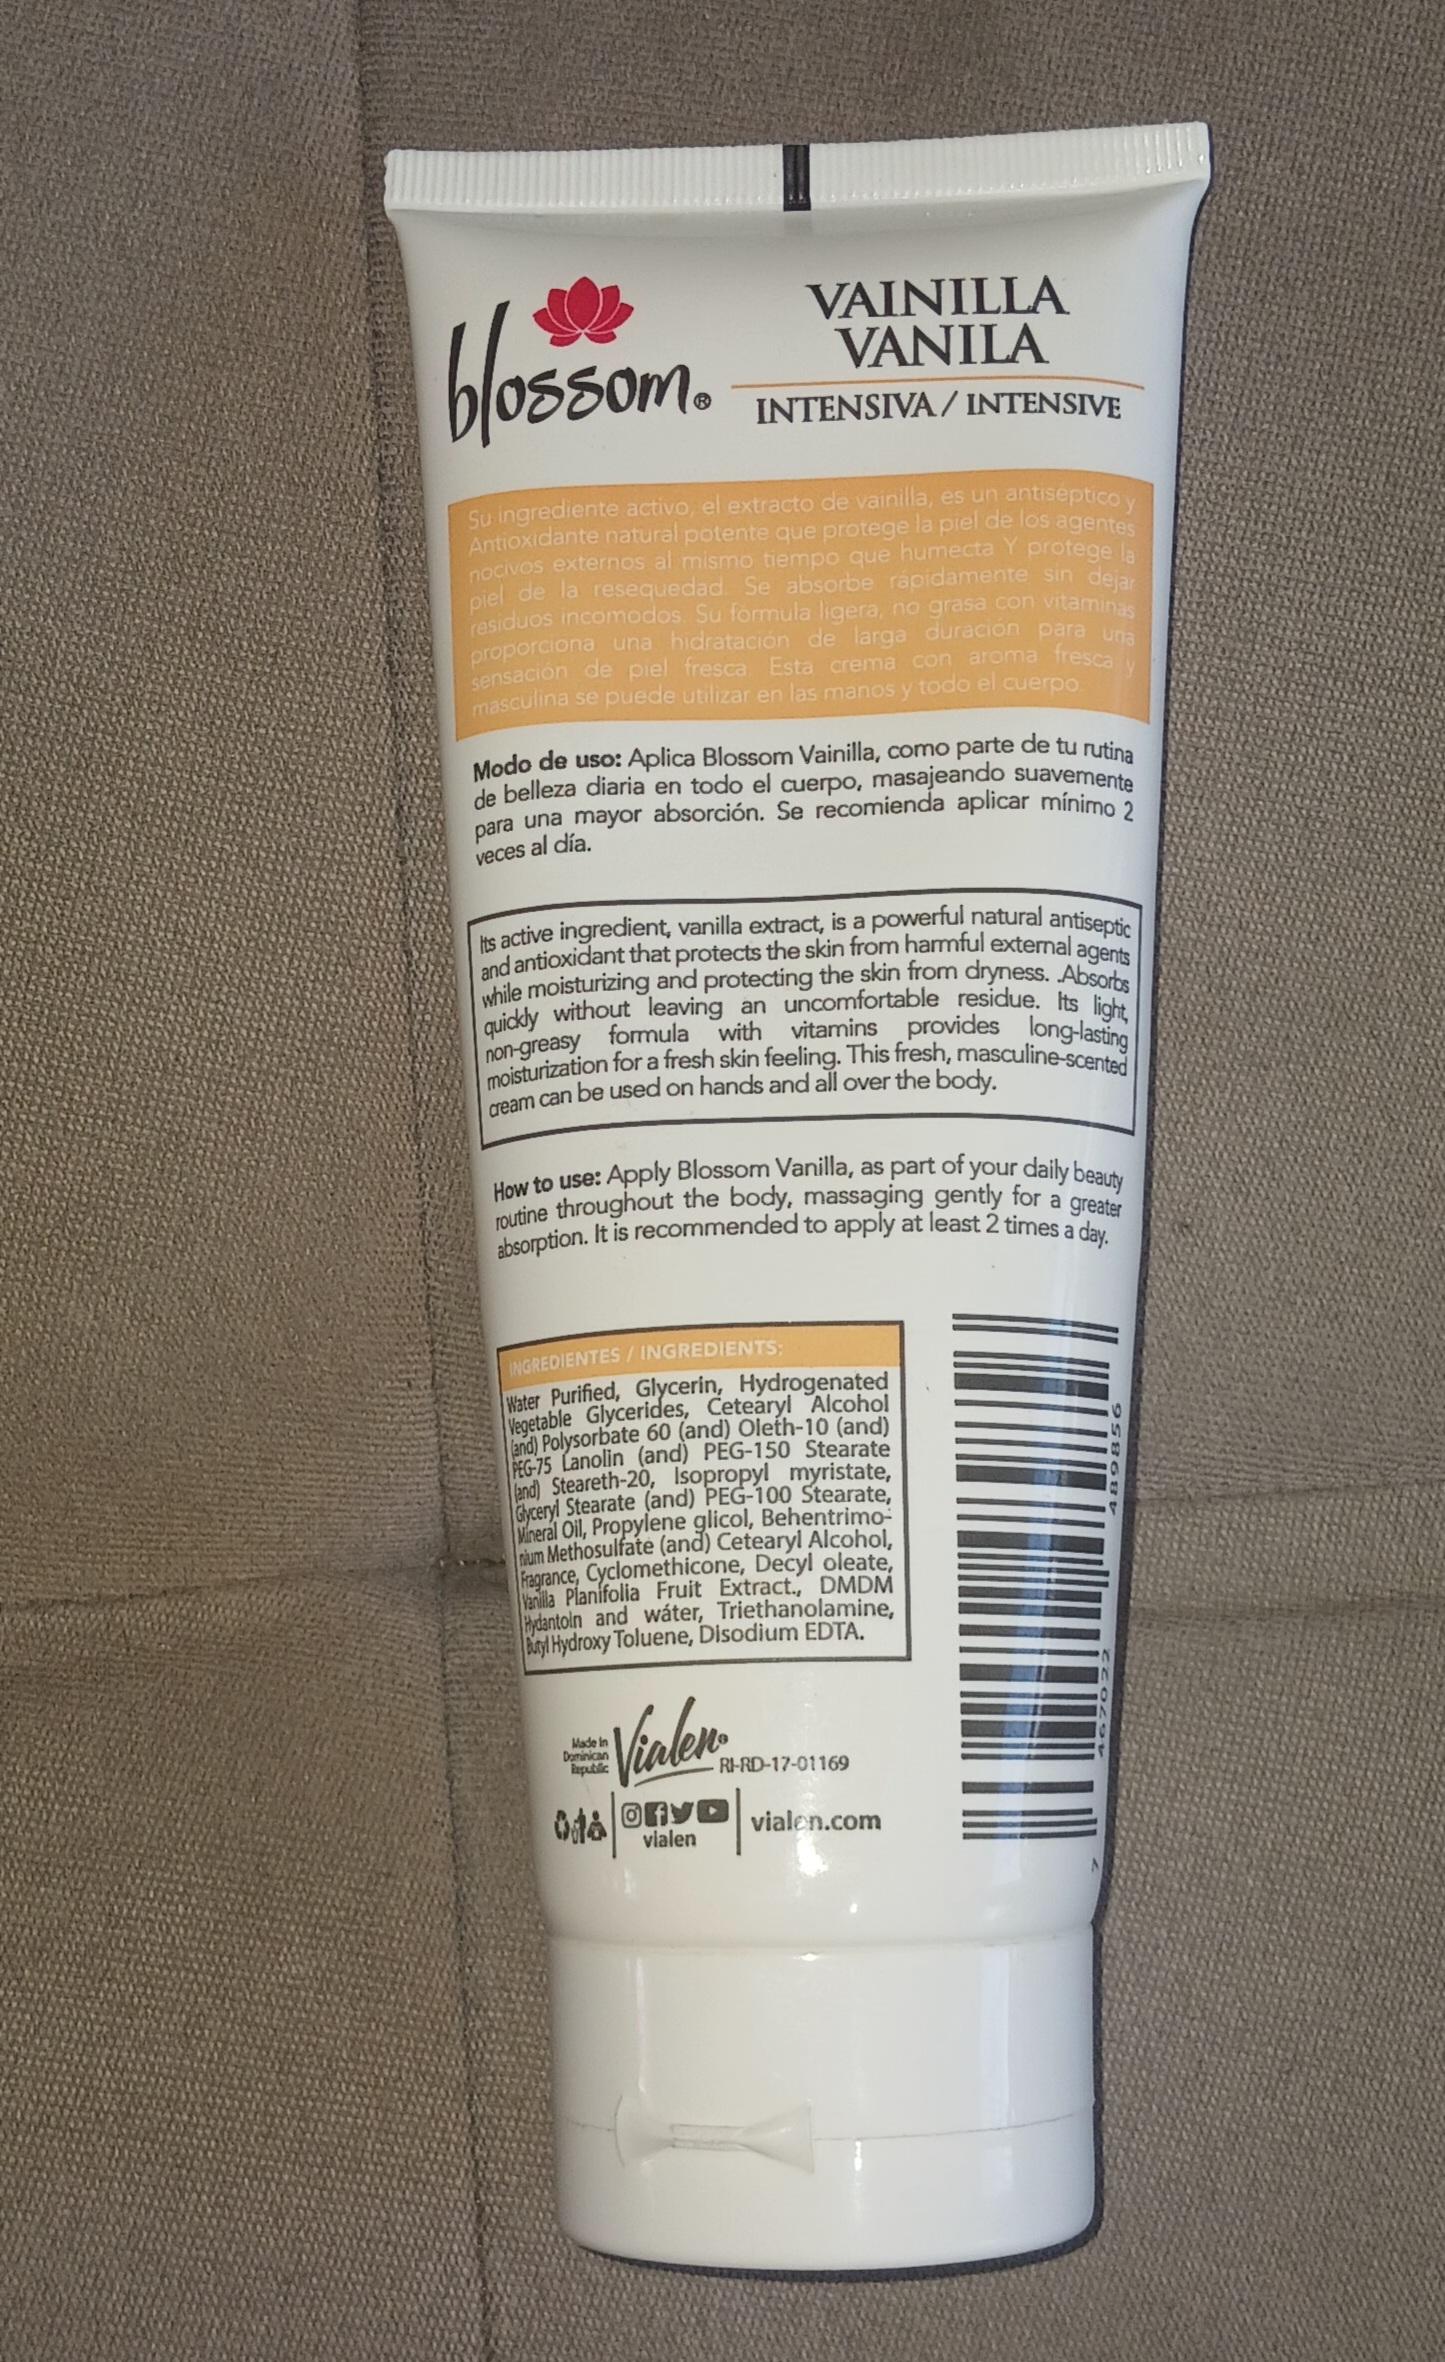 blossom®
VAINILLA
VANILA
INTENSIVA / INTENSIVE
Su ingrediente activo, el extracto de vainilla, es un antiséptico y
Antioxidante natural potente que protege la piel de los agentes
nocivos externos al mismo tiempo que humecta Y protege la
piel de la resequedad. Se absorbe rápidamente sin dejar
residuos incomodos. Su fórmula ligera, no grasa con vitaminas
proporciona una hidratación de larga duración para una
sensación de piel fresca. Esta crema con aroma fresca y
masculina se puede utilizar en las manos y todo el cuerpo.
Modo de uso: Aplica Blossom Vainilla, como parte de tu rutina
de belleza diaria en todo el cuerpo, masajeando suavemente
para una mayor absorción. Se recomienda aplicar mínimo 2
veces al día.
Its active ingredient, vanilla extract, is a powerful natural antiseptic
and antioxidant that protects the skin from harmful external agents
while moisturizing and protecting the skin from dryness. .Absorbs
quickly without leaving an uncomfortable residue. Its light,
non-greasy formula with vitamins provides long-lasting
moisturization for a fresh skin feeling. This fresh, masculine-scented
cream can be used on hands and all over the body.
How to use: Apply Blossom Vanilla, as part of your daily beauty
routine throughout the body, massaging gently for a greater
absorption. It is recommended to apply at least 2 times a day.
INGREDIENTES / INGREDIENTS:
Water Purified, Glycerin, Hydrogenated
Vegetable Glycerides, Cetearyl Alcohol
(and) Polysorbate 60 (and) Oleth-10 (and)
PEG-75 Lanolin (and) PEG-150 Stearate
(and) Steareth-20, Isopropyl myristate,
Glyceryl Stearate (and) PEG-100 Stearate,
Mineral Oil, Propylene glicol, Behentrimo-
nium Methosulfate (and) Cetearyl Alcohol,
Fragrance, Cyclomethicone, Decyl oleate,
Vanilla Planifolia Fruit Extract., DMDM
Hydantoln and wáter, Triethanolamine,
Butyl Hydroxy Toluene, Disodium EDTA.
7 467022 489856
Made in
Dominican
Republic
Vialen®
RI-RD-17-01169
vialen
vialen.com